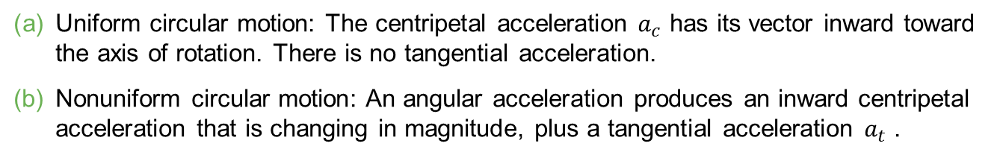 (a) Uniform circular motion: The centripetal acceleration a_c has its vector inward toward
the axis of rotation. There is no tangential acceleration.
(b) Nonuniform circular motion: An angular acceleration produces an inward centripetal
acceleration that is changing in magnitude, plus a tangential acceleration a_t .